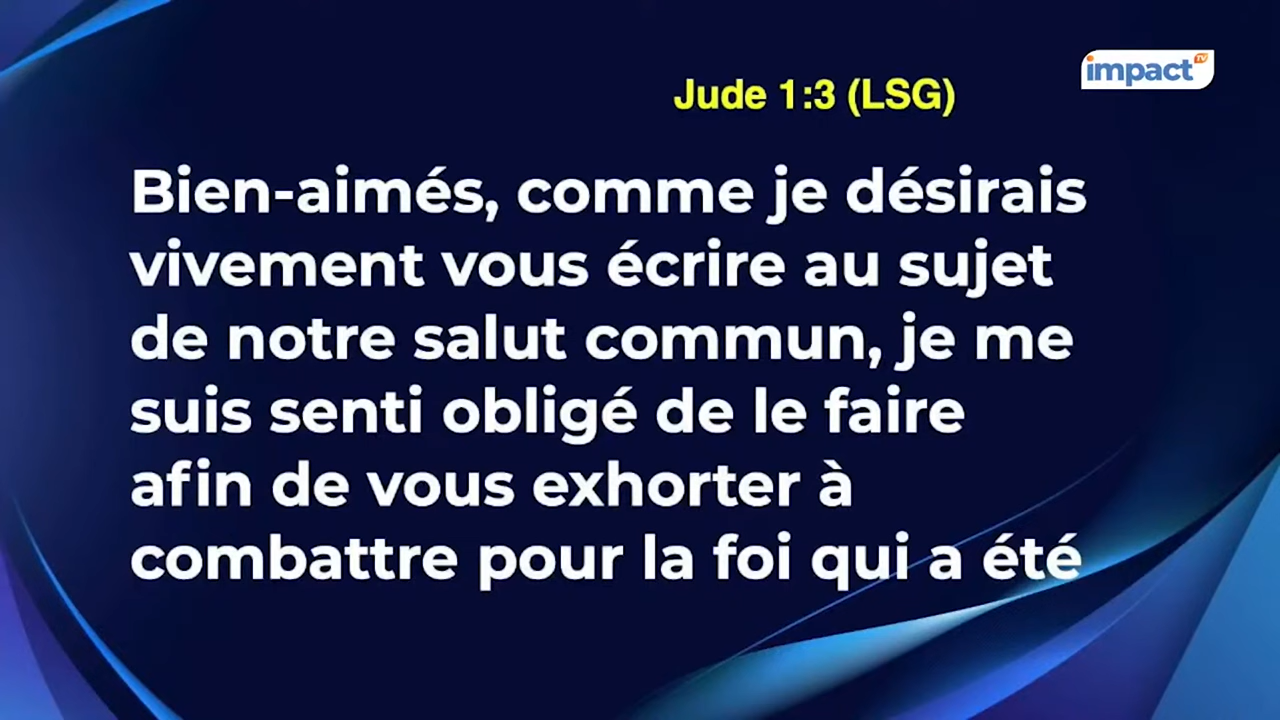 impact TV
Jude 1:3 (LSG)
Bien-aimés, comme je désirais
vivement vous écrire au sujet
de notre salut commun, je me
suis senti obligé de le faire
afin de vous exhorter à
combattre pour la foi qui a été